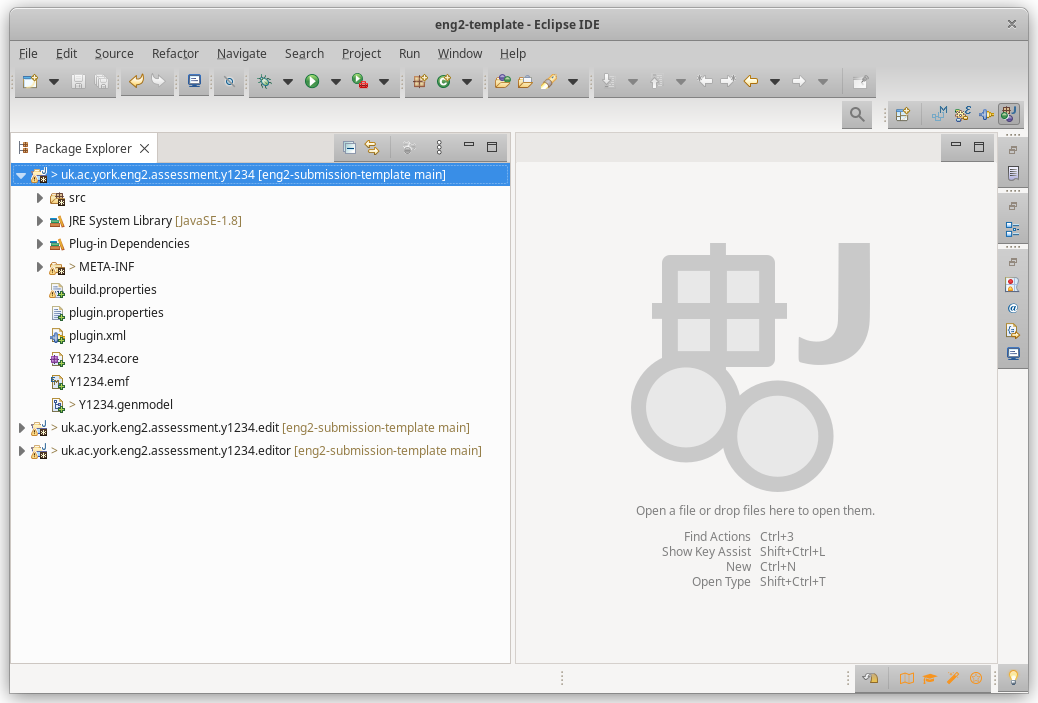 eng2-template - Eclipse IDE
File Edit Source Refactor Navigate Search Project Run Window Help
Package Explorer
> uk.ac.york.eng2.assessment.y1234 [eng2-submission-template main]
src
JRE System Library [JavaSE-1.8]
Plug-in Dependencies
> META-INF
build.properties
plugin.properties
plugin.xml
Y1234.ecore
Y1234.emf
> Y1234.genmodel
> uk.ac.york.eng2.assessment.y1234.edit [eng2-submission-template main]
> uk.ac.york.eng2.assessment.y1234.editor [eng2-submission-template main]
Open a file or drop files here to open them.
Find Actions Ctrl+3
Show Key Assist Shift+Ctrl+L
New Ctrl+N
Open Type Shift+Ctrl+T